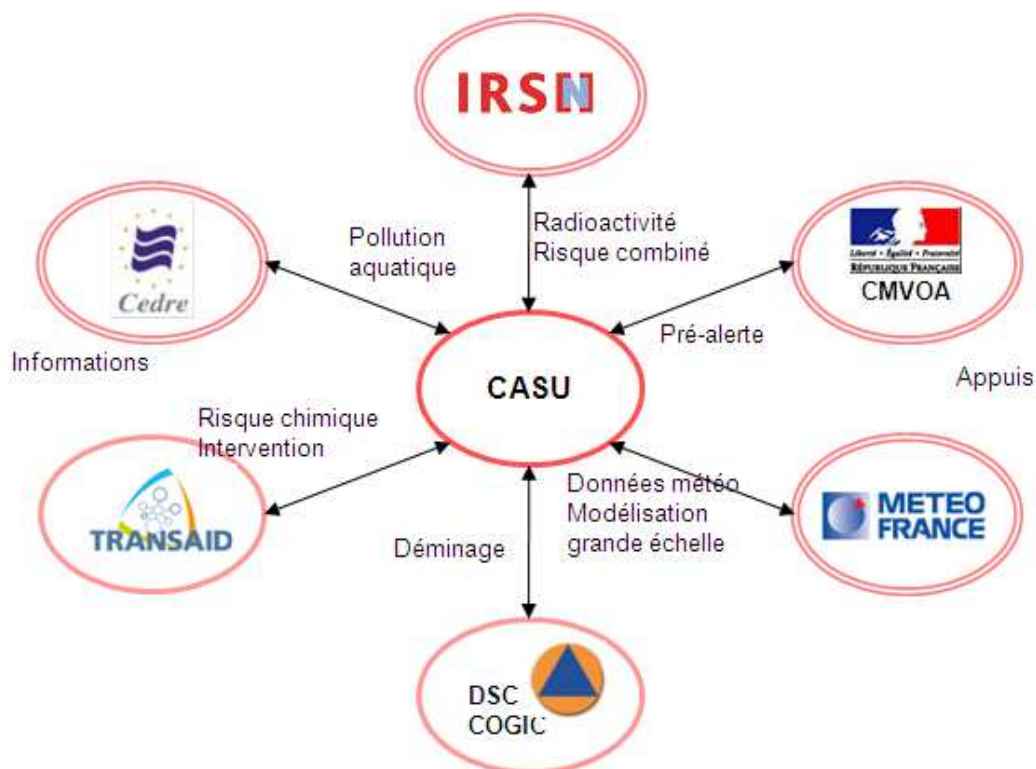 IRSN
Radioactivité
Risque combiné
Pollution
aquatique
Cedre
Liberté • Égalité • Fraternité
RÉPUBLIQUE FRANÇAISE
CMVOA
Pré-alerte
Informations
CASU
Appuis
Risque chimique
Intervention
TRANSAID
Données météo
Modélisation
grande échelle
METEO
FRANCE
Déminage
DSC
COGIC